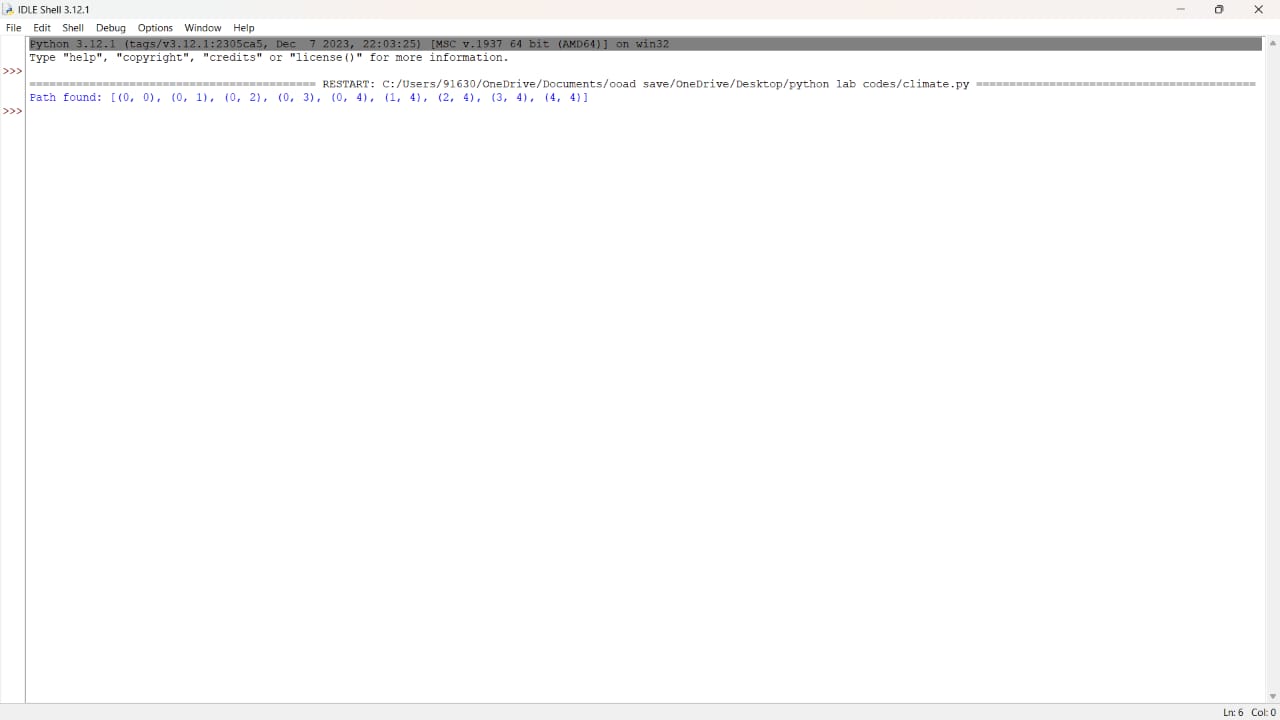 IDLE Shell 3.12.1
File Edit Shell Debug Options Window Help
Python 3.12.1 (tags/v3.12.1:2305ca5, Dec  7 2023, 22:03:25) [MSC v.1937 64 bit (AMD64)] on win32
Type "help", "copyright", "credits" or "license()" for more information.
>>>
========================================== RESTART: C:/Users/91630/OneDrive/Documents/ooad save/OneDrive/Desktop/python lab codes/climate.py ==========================================
Path found: [(0, 0), (0, 1), (0, 2), (0, 3), (0, 4), (1, 4), (2, 4), (3, 4), (4, 4)]
>>>
Ln: 6 Col: 0